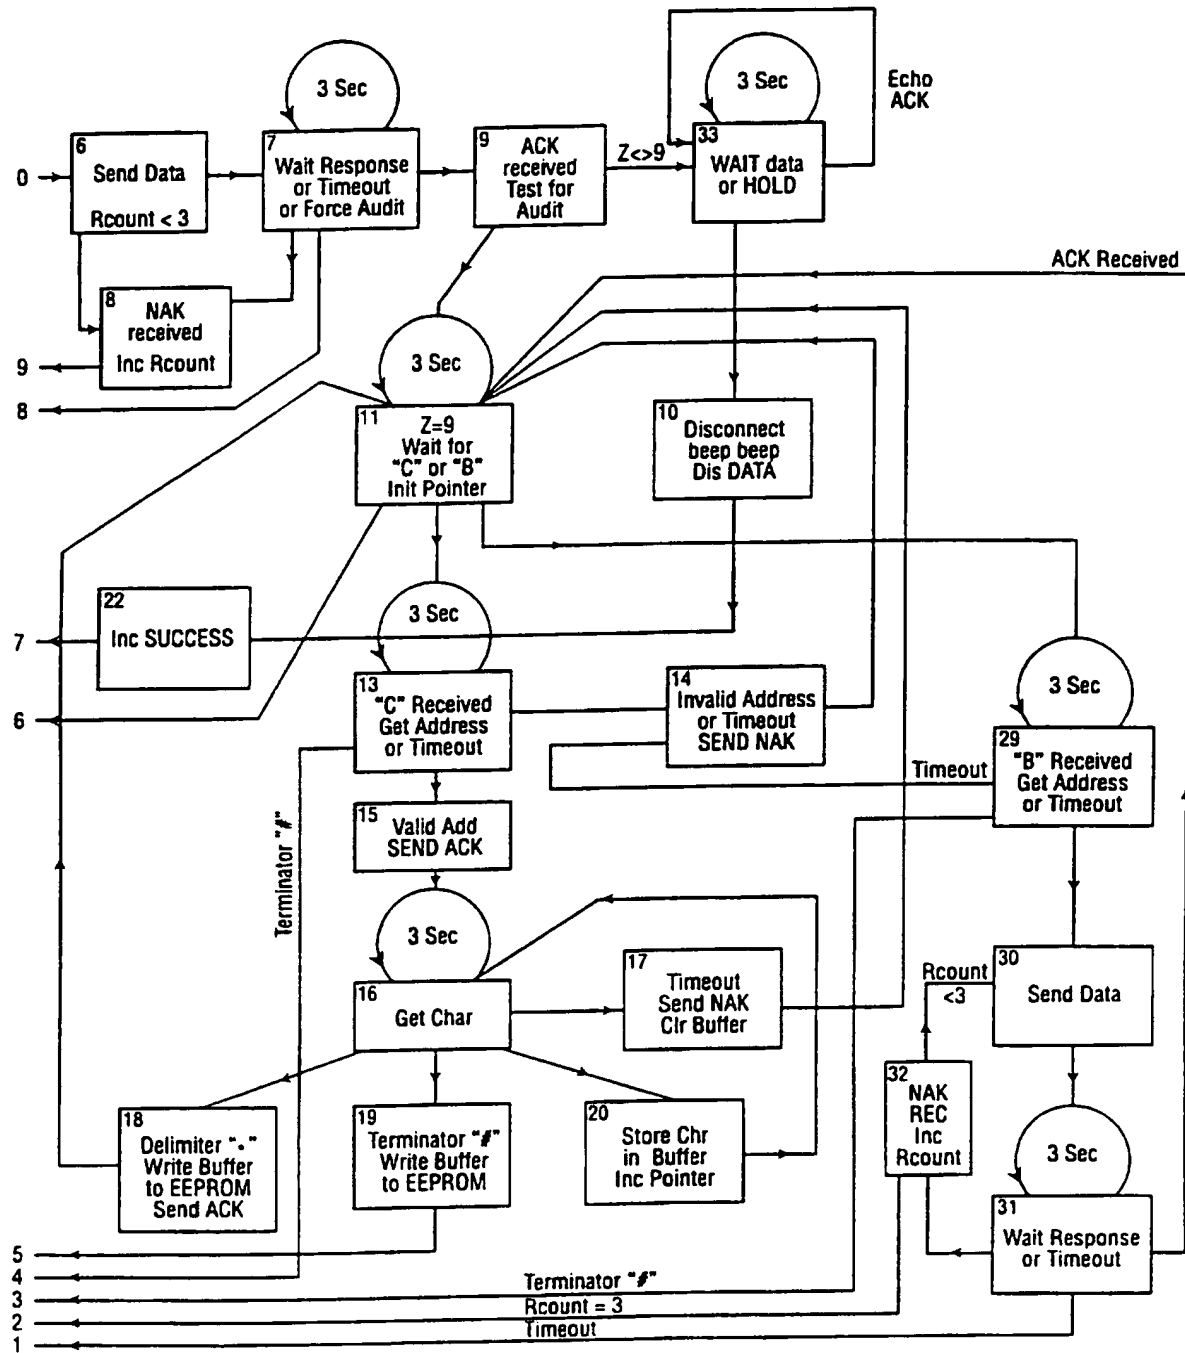 3 Sec
3 Sec
Echo
ACK
6
Send Data
Rcount < 3
7
Wait Response
or Timeout
or Force Audit
9
ACK
received
Test for
Audit
Z<>9
33
WAIT data
or HOLD
0
ACK Received
8
NAK
received
Inc Rcount
9
8
3 Sec
11
Z=9
Wait for
"C" or "B"
Init Pointer
10
Disconnect
beep beep
Dis DATA
22
Inc SUCCESS
7
3 Sec
6
13
"C" Received
Get Address
or Timeout
14
Invalid Address
or Timeout
SEND NAK
3 Sec
29
"B" Received
Get Address
or Timeout
Timeout
Terminator "#"
15
Valid Add
SEND ACK
3 Sec
16
Get Char
17
Timeout
Send NAK
Clr Buffer
Rcount
<3
30
Send Data
32
NAK
REC
Inc
Rcount
3 Sec
18
Delimiter "."
Write Buffer
to EEPROM
Send ACK
19
Terminator "#"
Write Buffer
to EEPROM
20
Store Chr
in Buffer
Inc Pointer
31
Wait Response
or Timeout
5
4
3
Terminator "#"
2
Rcount = 3
1
Timeout